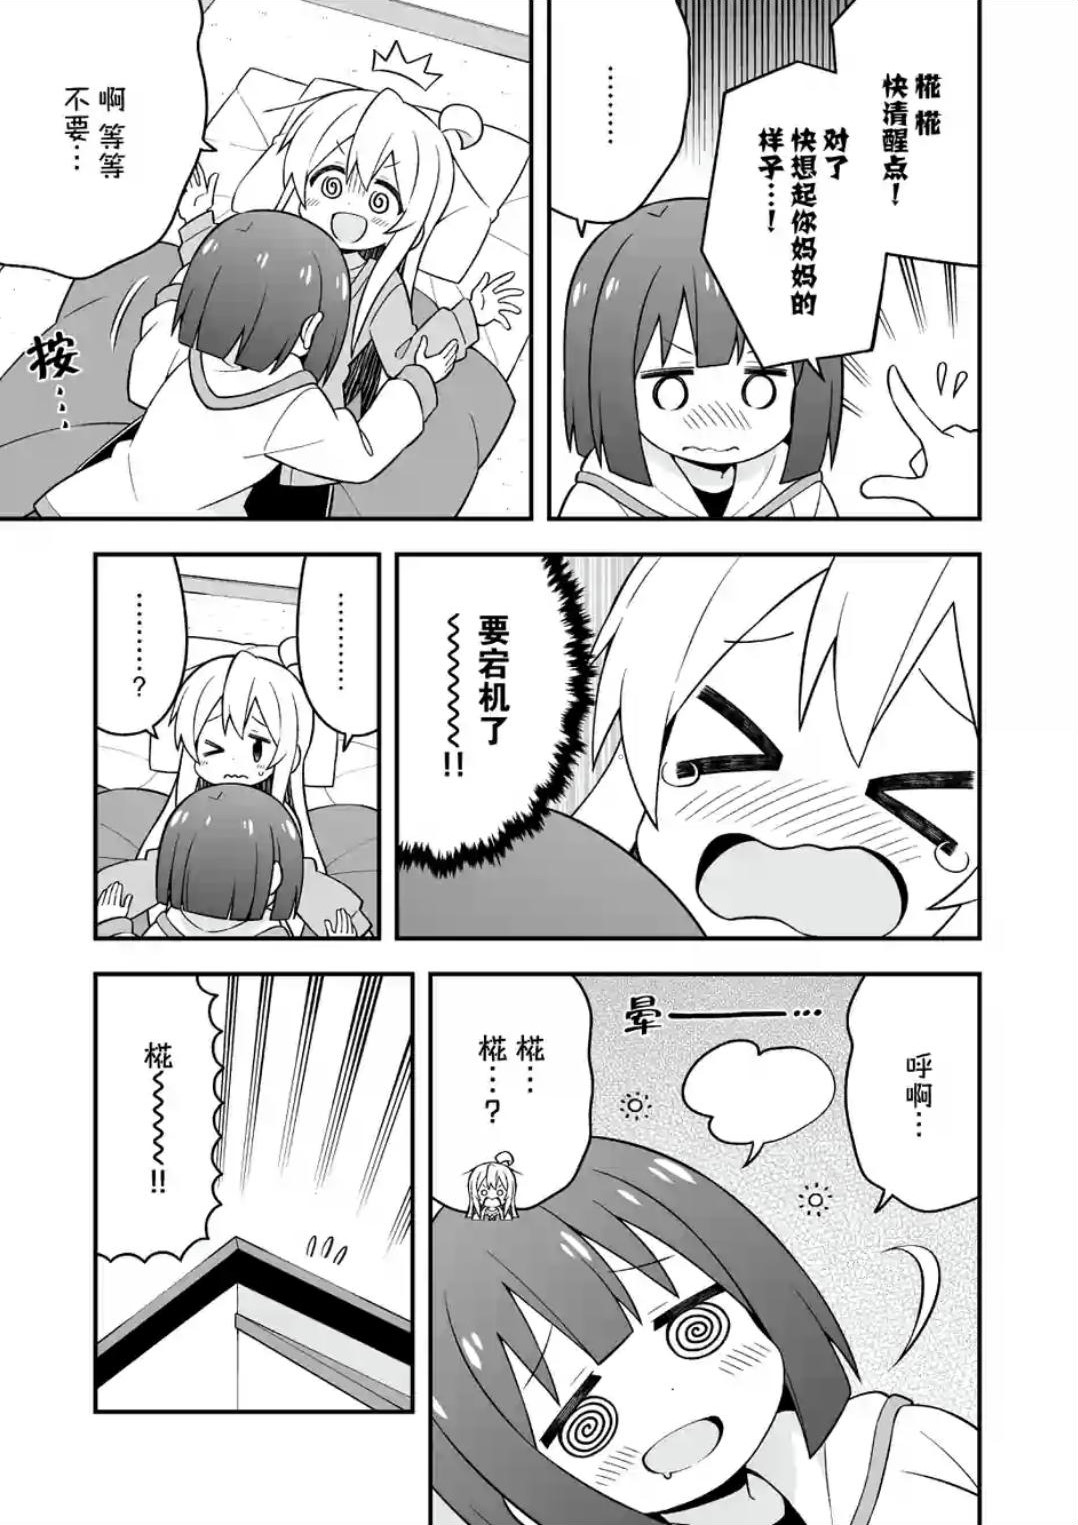 椛椛
快清醒点！
对了
快想起你妈妈的
样子…！
………
啊等等
不要…
按……
要宕机了
～～～～!!
………
………?
呼啊…
晕——…
椛…
椛…?
椛～～～!!